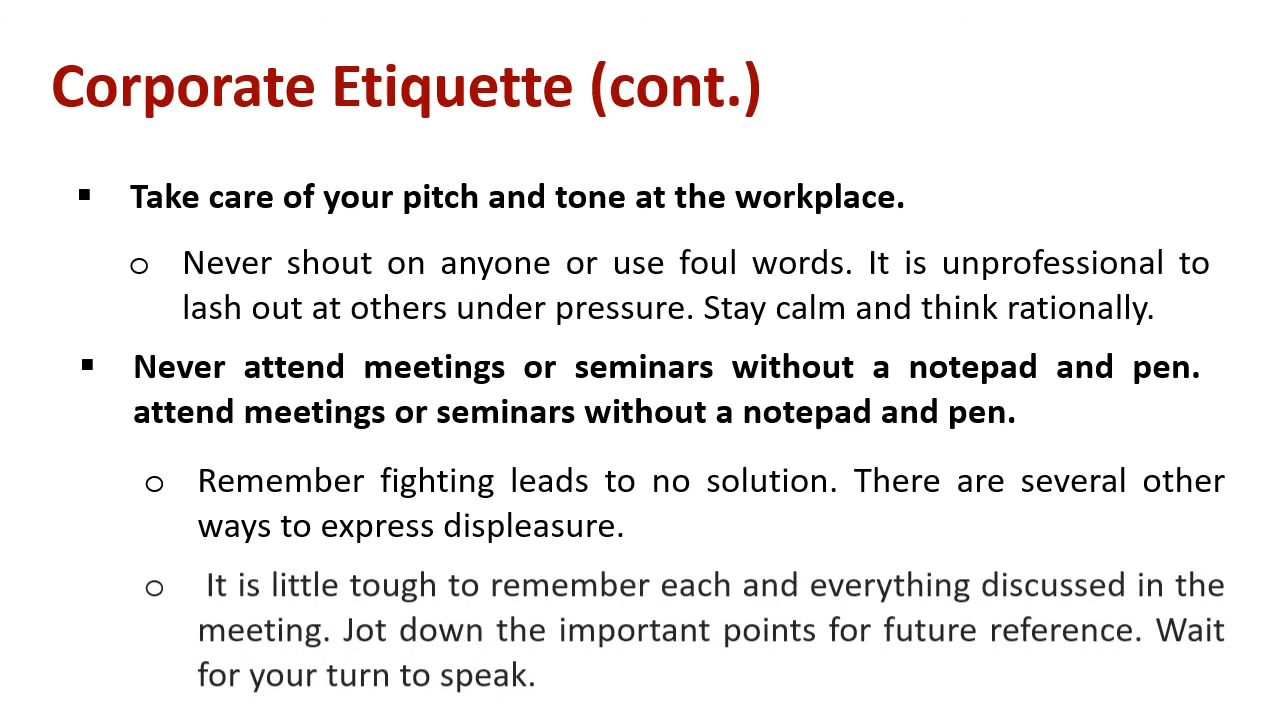 Corporate Etiquette (cont.)
▪ Take care of your pitch and tone at the workplace.
o Never shout on anyone or use foul words. It is unprofessional to
lash out at others under pressure. Stay calm and think rationally.
▪ Never attend meetings or seminars without a notepad and pen.
attend meetings or seminars without a notepad and pen.
o Remember fighting leads to no solution. There are several other
ways to express displeasure.
o It is little tough to remember each and everything discussed in the
meeting. Jot down the important points for future reference. Wait
for your turn to speak.